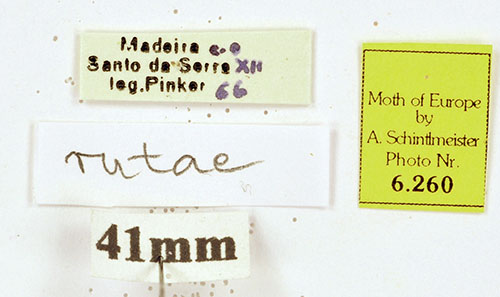 Madeira e.o
Santo da Serra XII
leg.Pinker 66
rutae
41mm
Moth of Europe
by
A. Schintlmeister
Photo Nr.
6.260